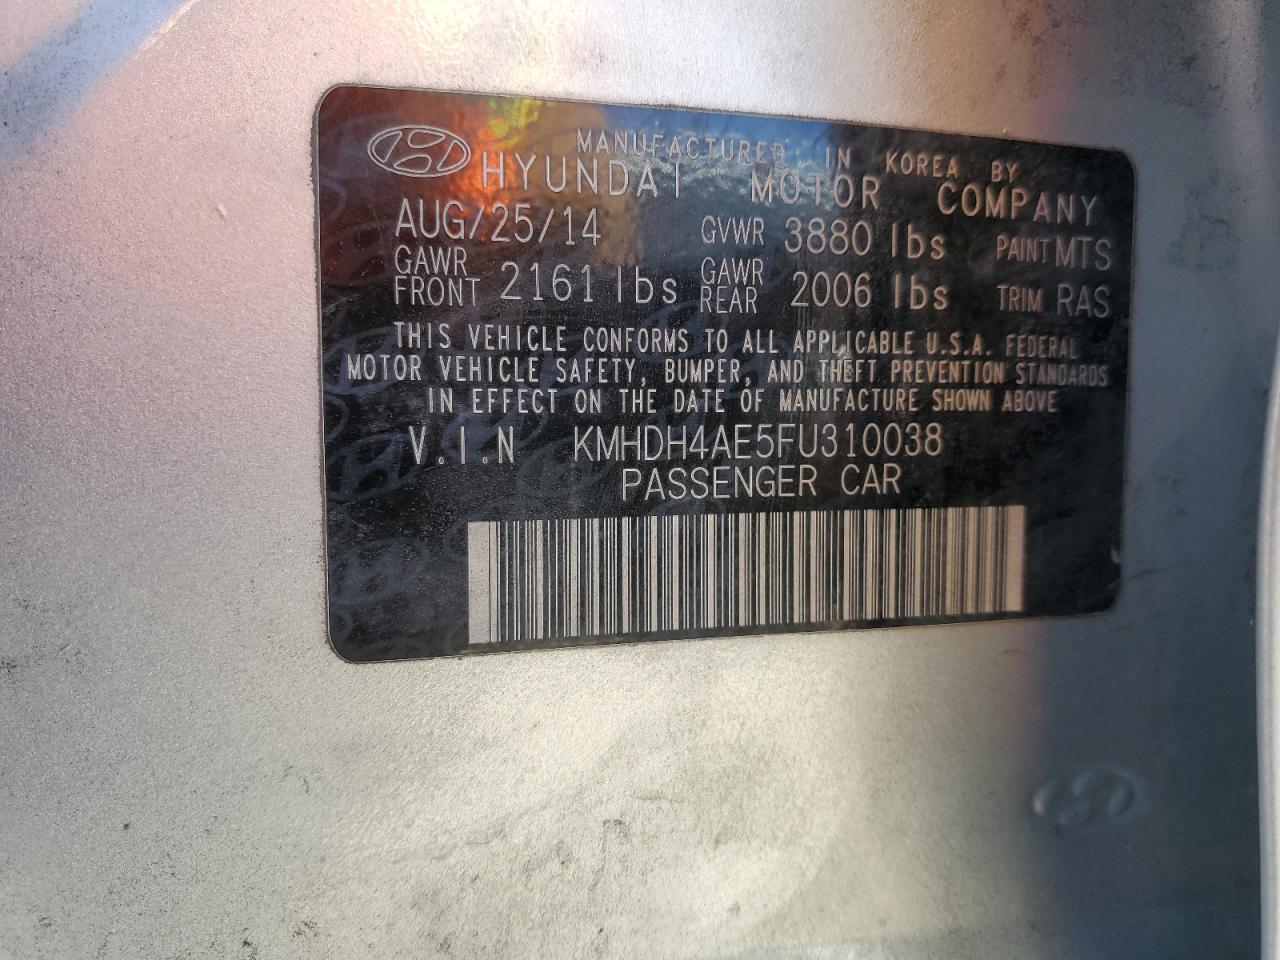 MANUFACTURED IN KOREA BY
HYUNDAI MOTOR COMPANY
AUG/25/14 GVWR 3880 lbs PAINT MTS
GAWR FRONT 2161 lbs GAWR REAR 2006 lbs TRIM RAS
THIS VEHICLE CONFORMS TO ALL APPLICABLE U.S.A. FEDERAL
MOTOR VEHICLE SAFETY, BUMPER, AND THEFT PREVENTION STANDARDS
IN EFFECT ON THE DATE OF MANUFACTURE SHOWN ABOVE
V.I.N KMHDH4AE5FU310038
PASSENGER CAR